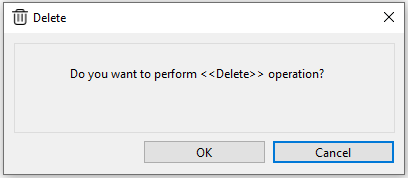 Delete
Do you want to perform <<Delete>> operation?
OK
Cancel